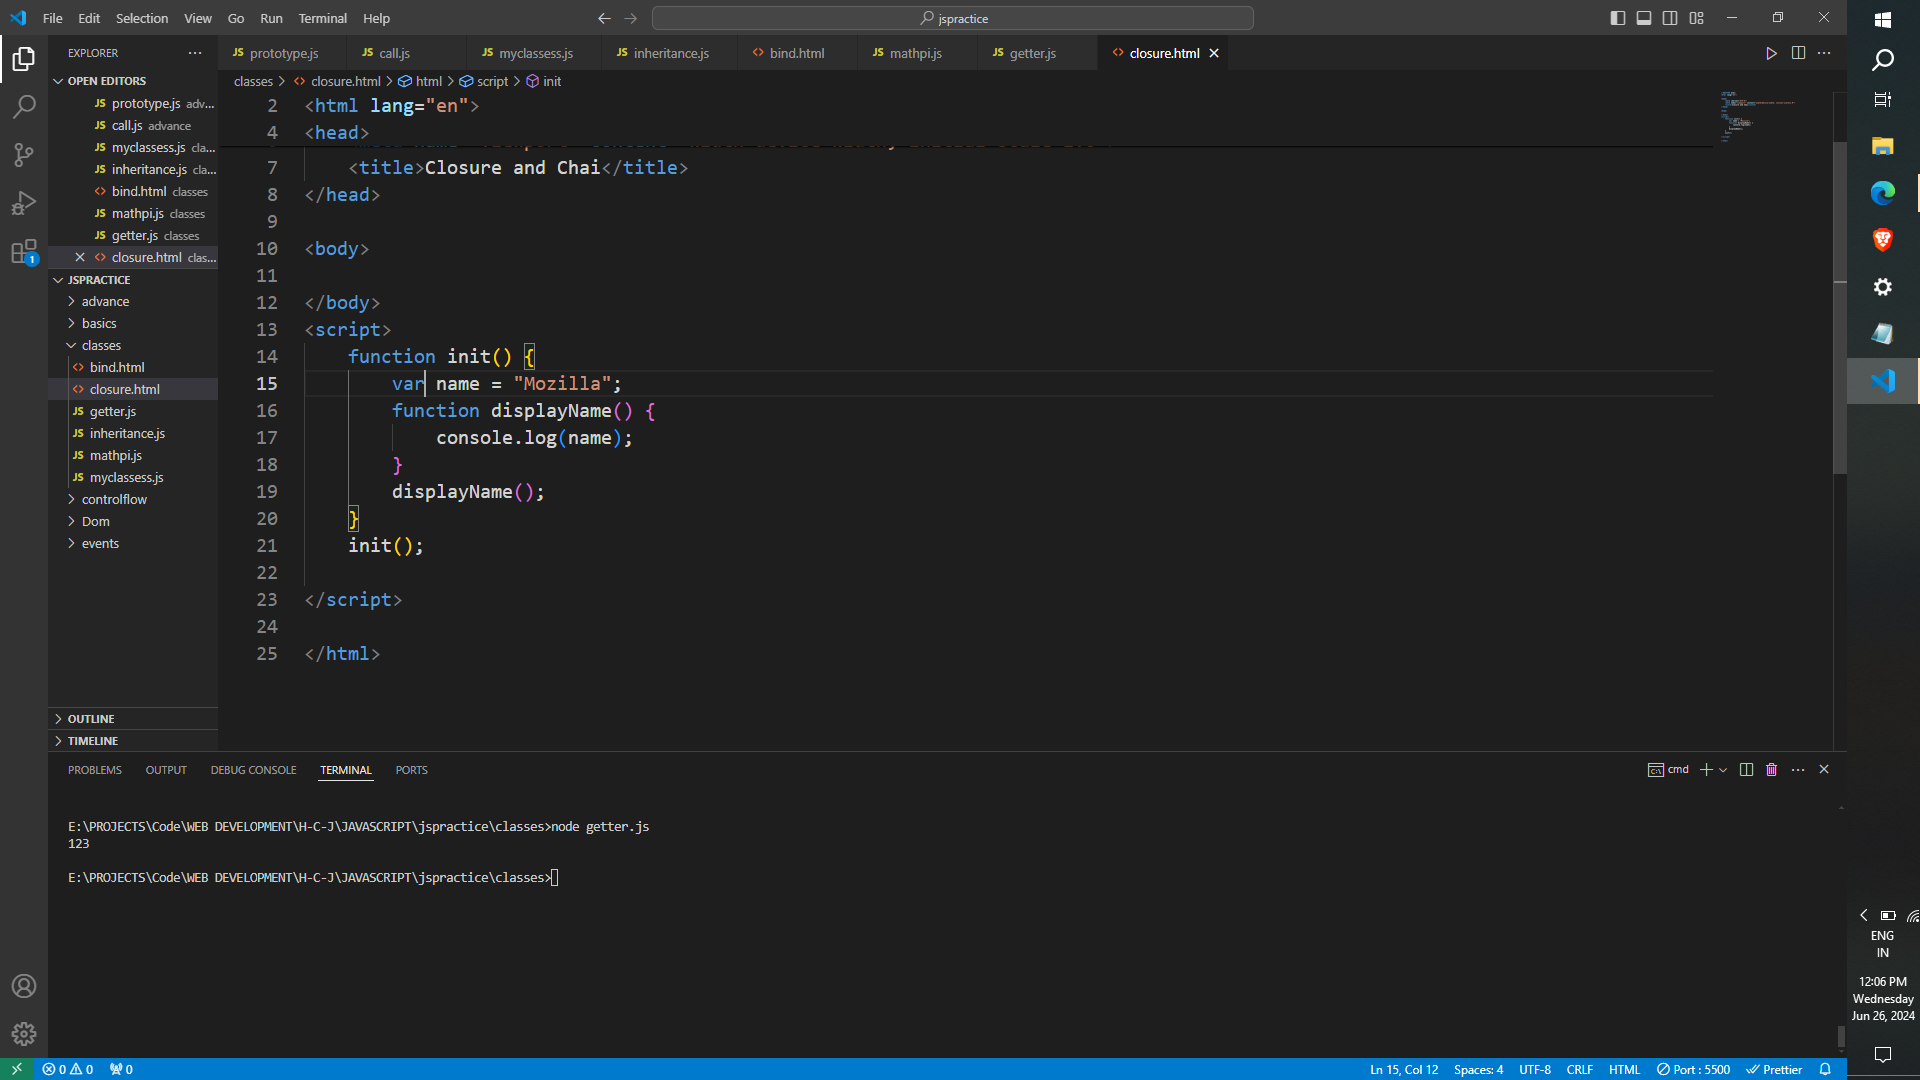 File Edit Selection View Go Run Terminal Help
jspractice
EXPLORER
OPEN EDITORS
JS prototype.js adv...
JS call.js advance
JS myclassess.js cla...
JS inheritance.js cla...
<> bind.html classes
JS mathpi.js classes
JS getter.js classes
<> closure.html clas...
JSPRACTICE
advance
basics
classes
<> bind.html
<> closure.html
JS getter.js
JS inheritance.js
JS mathpi.js
JS myclassess.js
controlflow
Dom
events
OUTLINE
TIMELINE
1
JS prototype.js JS call.js JS myclassess.js JS inheritance.js <> bind.html JS mathpi.js JS getter.js <> closure.html
classes > <> closure.html > html > script > init
2 <html lang="en">
4 <head>
7 <title>Closure and Chai</title>
8 </head>
9
10 <body>
11
12 </body>
13 <script>
14 function init() {
15 var name = "Mozilla";
16 function displayName() {
17 console.log(name);
18 }
19 displayName();
20 }
21 init();
22
23 </script>
24
25 </html>
PROBLEMS OUTPUT DEBUG CONSOLE TERMINAL PORTS
cmd
E:\PROJECTS\Code\WEB DEVELOPMENT\H-C-J\JAVASCRIPT\jspractice\classes>node getter.js
123
E:\PROJECTS\Code\WEB DEVELOPMENT\H-C-J\JAVASCRIPT\jspractice\classes>
0 0 0
Ln 15, Col 12 Spaces: 4 UTF-8 CRLF HTML Port : 5500 Prettier
ENG
IN
12:06 PM
Wednesday
Jun 26, 2024